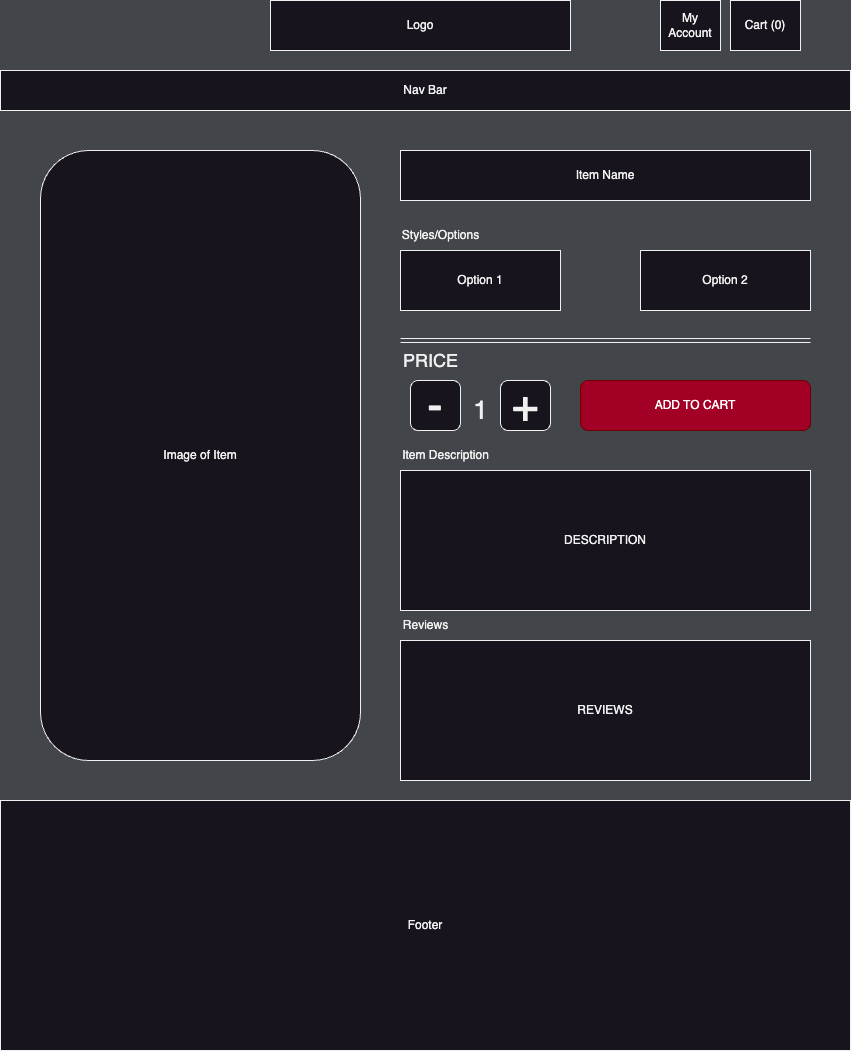 Logo
My
Account
Cart (0)
Nav Bar
Image of Item
Item Name
Styles/Options
Option 1
Option 2
PRICE
- 1 +
ADD TO CART
Item Description
DESCRIPTION
Reviews
REVIEWS
Footer